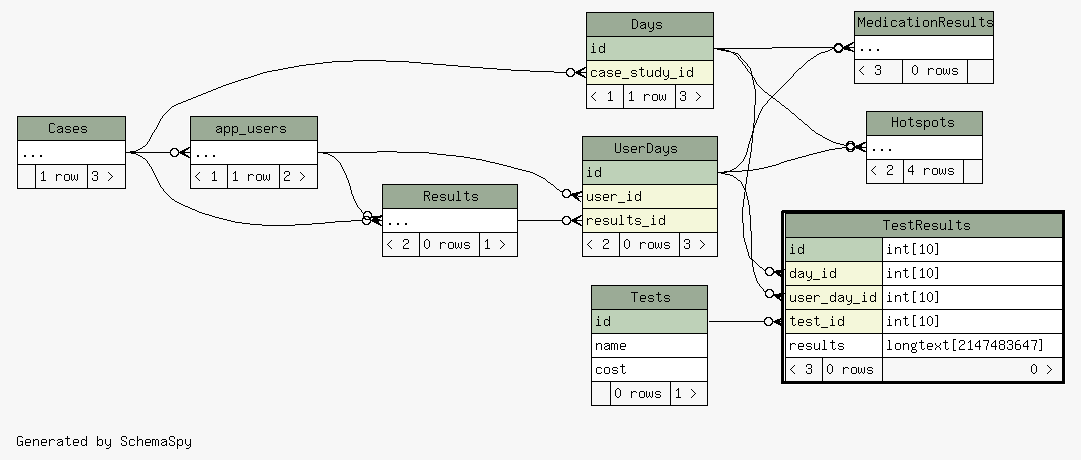 Days
id
case_study_id
< 1 1 row 3 >
MedicationResults
...
< 3 0 rows
Cases
...
1 row 3 >
app_users
...
< 1 1 row 2 >
Results
...
< 2 0 rows 1 >
UserDays
id
user_id
results_id
< 2 0 rows 3 >
Hotspots
...
< 2 4 rows
Tests
id
name
cost
0 rows 1 >
TestResults
id int[10]
day_id int[10]
user_day_id int[10]
test_id int[10]
results longtext[2147483647]
< 3 0 rows 0 >
Generated by SchemaSpy